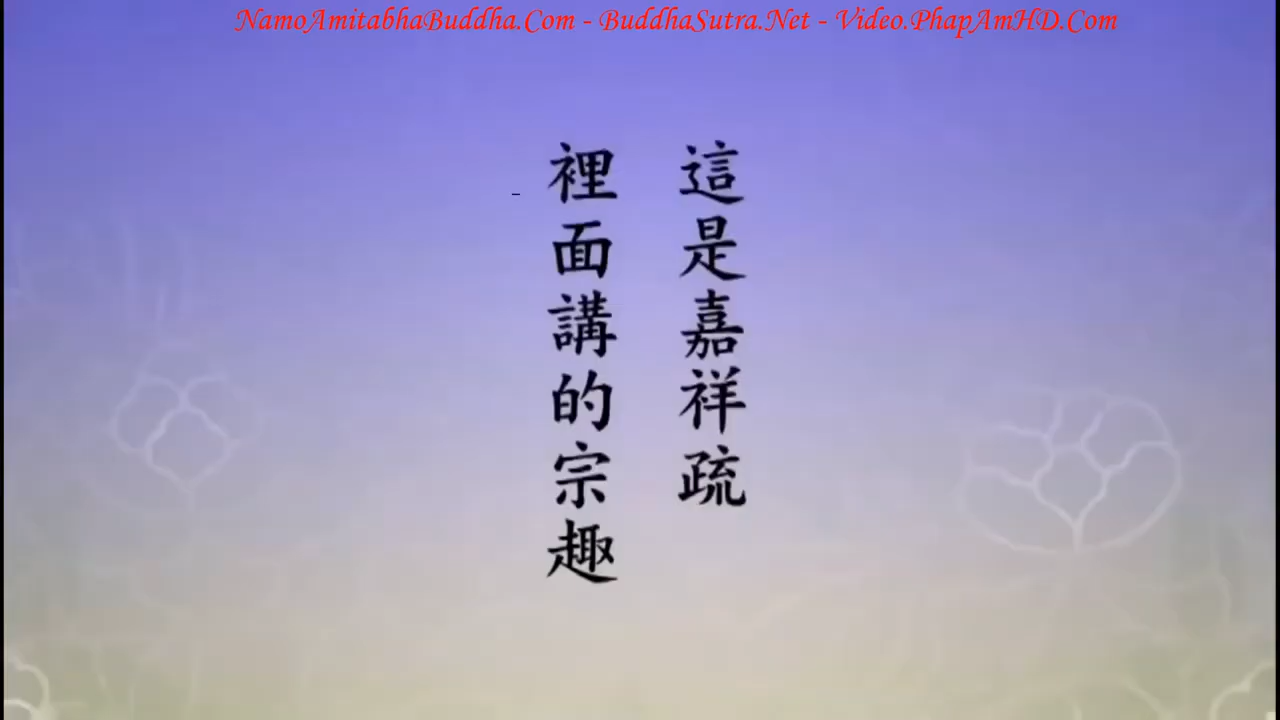 NamoAmitabhaBuddha.Com - BuddhaSutra.Net - Video.PhapAmHD.Com
這是嘉祥疏
裡面講的宗趣